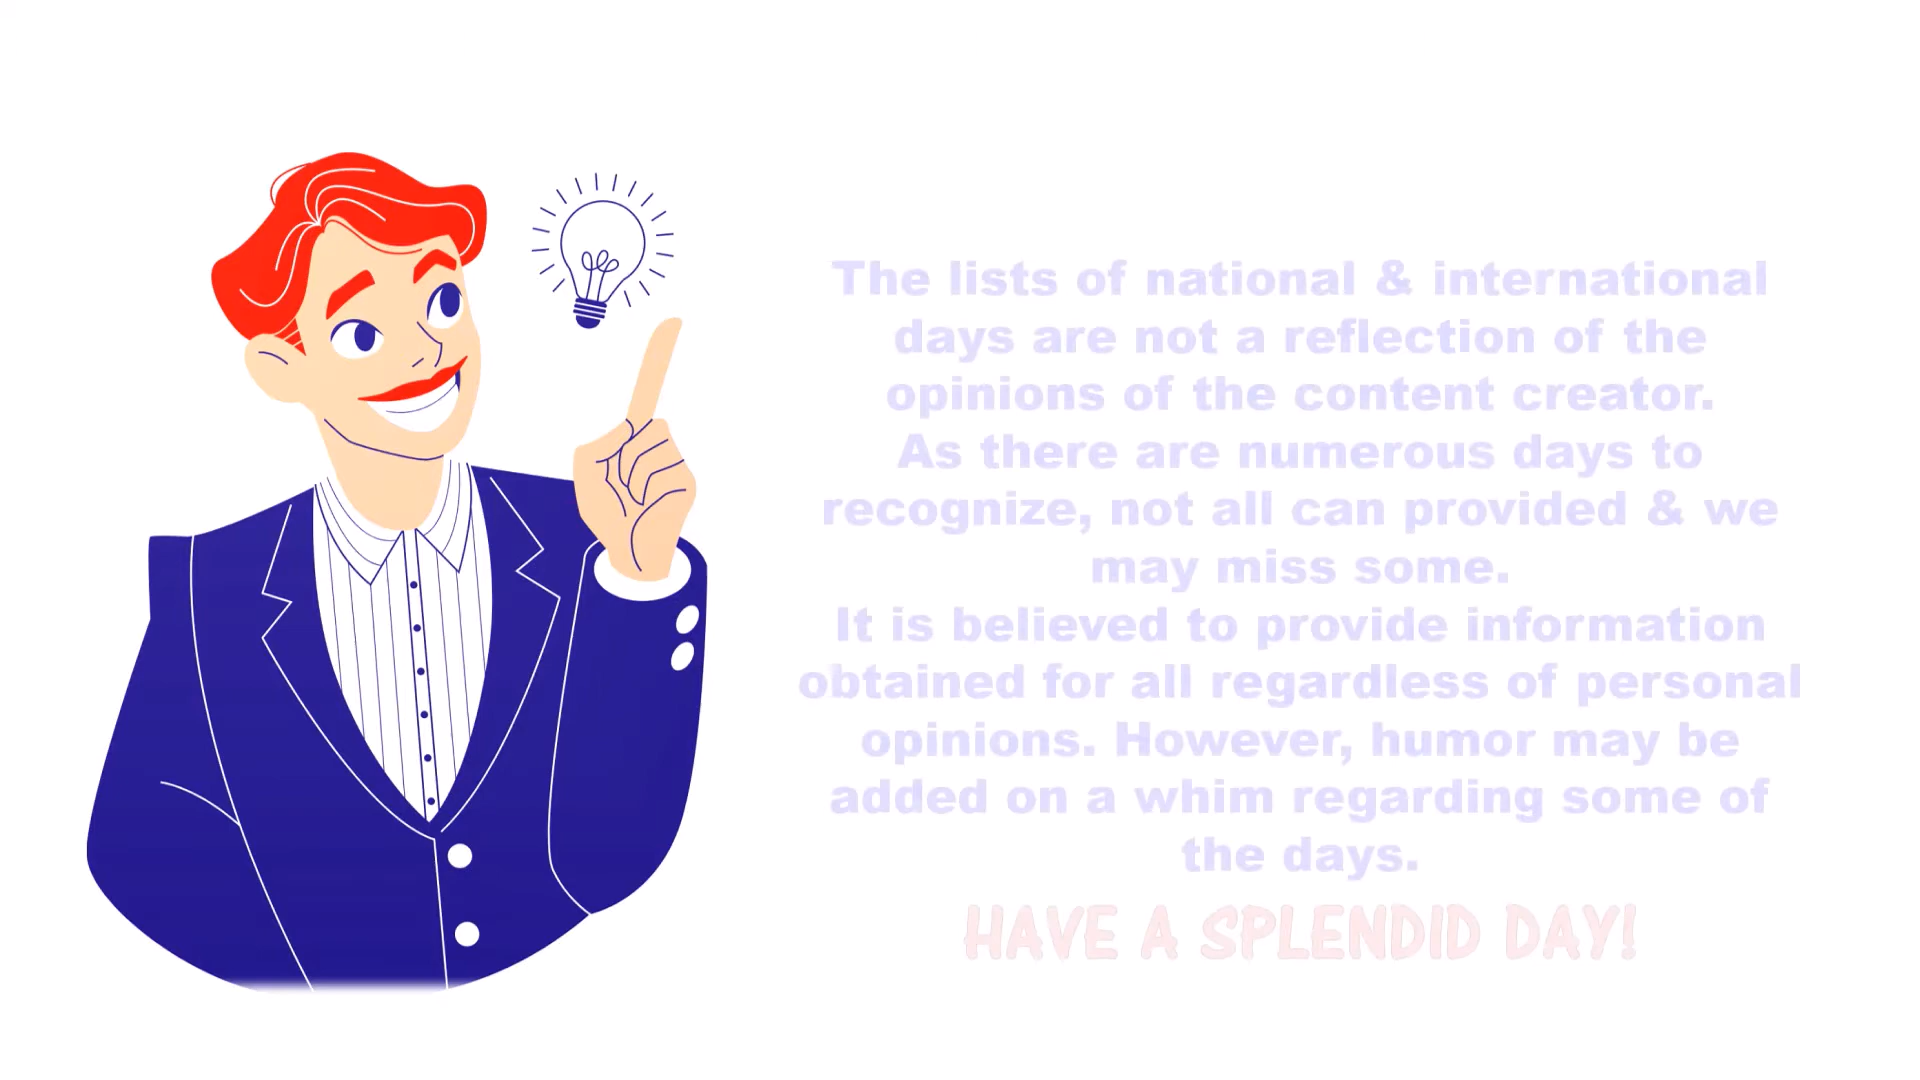 The lists of national & international
days are not a reflection of the
opinions of the content creator.
As there are numerous days to
recognize, not all can provided & we
may miss some.
It is believed to provide information
obtained for all regardless of personal
opinions. However, humor may be
added on a whim regarding some of
the days.
HAVE A SPLENDID DAY!